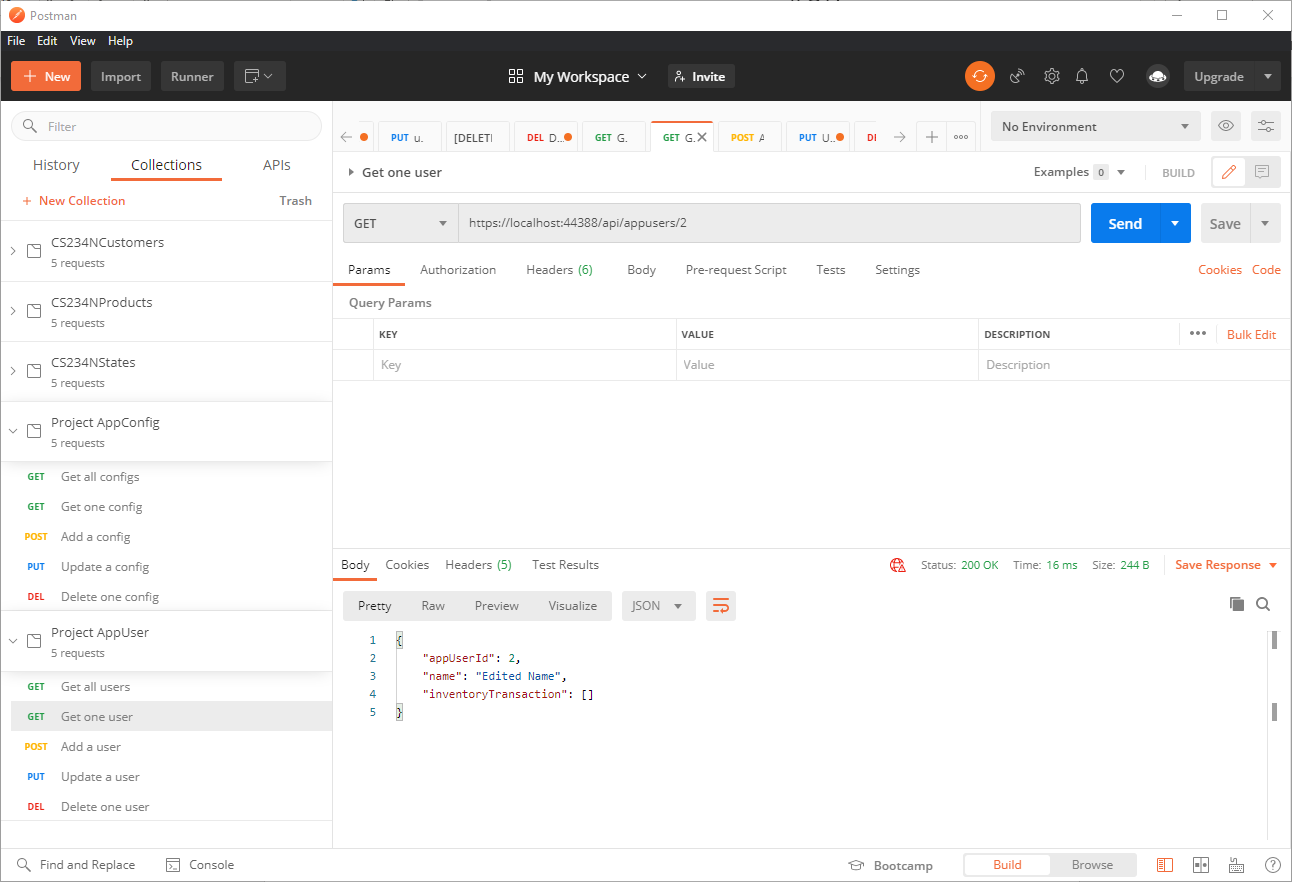 Postman
File Edit View Help
New Import Runner My Workspace Invite Upgrade
Filter
History Collections APIs
New Collection Trash
CS234NCustomers
5 requests
CS234NProducts
5 requests
CS234NStates
5 requests
Project AppConfig
5 requests
GET Get all configs
GET Get one config
POST Add a config
PUT Update a config
DEL Delete one config
Project AppUser
5 requests
GET Get all users
GET Get one user
POST Add a user
PUT Update a user
DEL Delete one user
PUT u. [DELETI DEL D... GET G. GET G. POST A PUT U.. DI
No Environment
Get one user Examples 0 BUILD
GET https://localhost:44388/api/appusers/2 Send Save
Params Authorization Headers (6) Body Pre-request Script Tests Settings Cookies Code
Query Params
KEY VALUE DESCRIPTION Bulk Edit
Key Value Description
Body Cookies Headers (5) Test Results Status: 200 OK Time: 16 ms Size: 244 B Save Response
Pretty Raw Preview Visualize JSON
1 {
2 "appUserId": 2,
3 "name": "Edited Name",
4 "inventoryTransaction": []
5 }
Find and Replace Console Bootcamp Build Browse